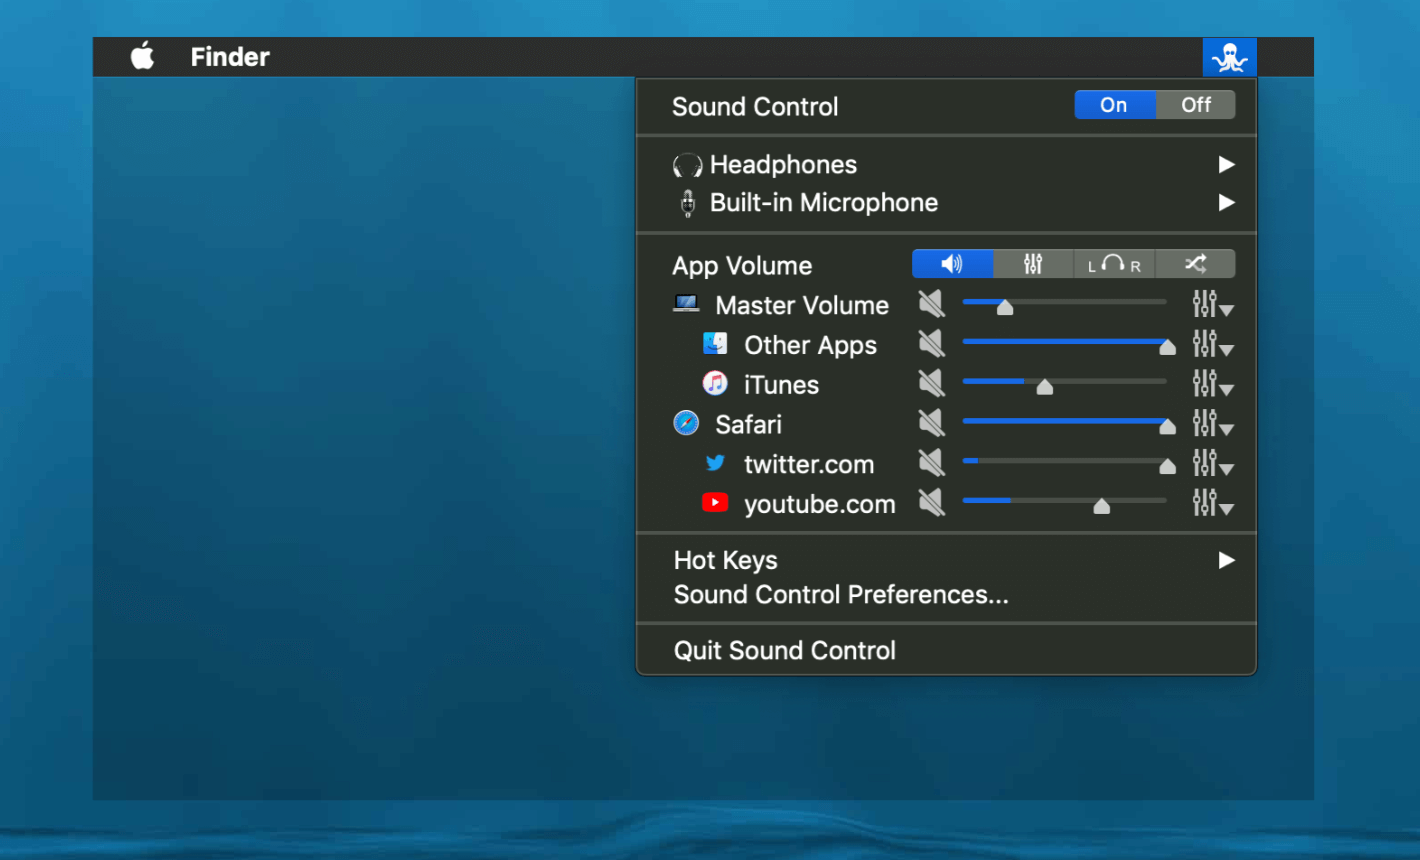 Finder
Sound Control On Off
Headphones
Built-in Microphone
App Volume L R
Master Volume
Other Apps
iTunes
Safari
twitter.com
youtube.com
Hot Keys
Sound Control Preferences...
Quit Sound Control